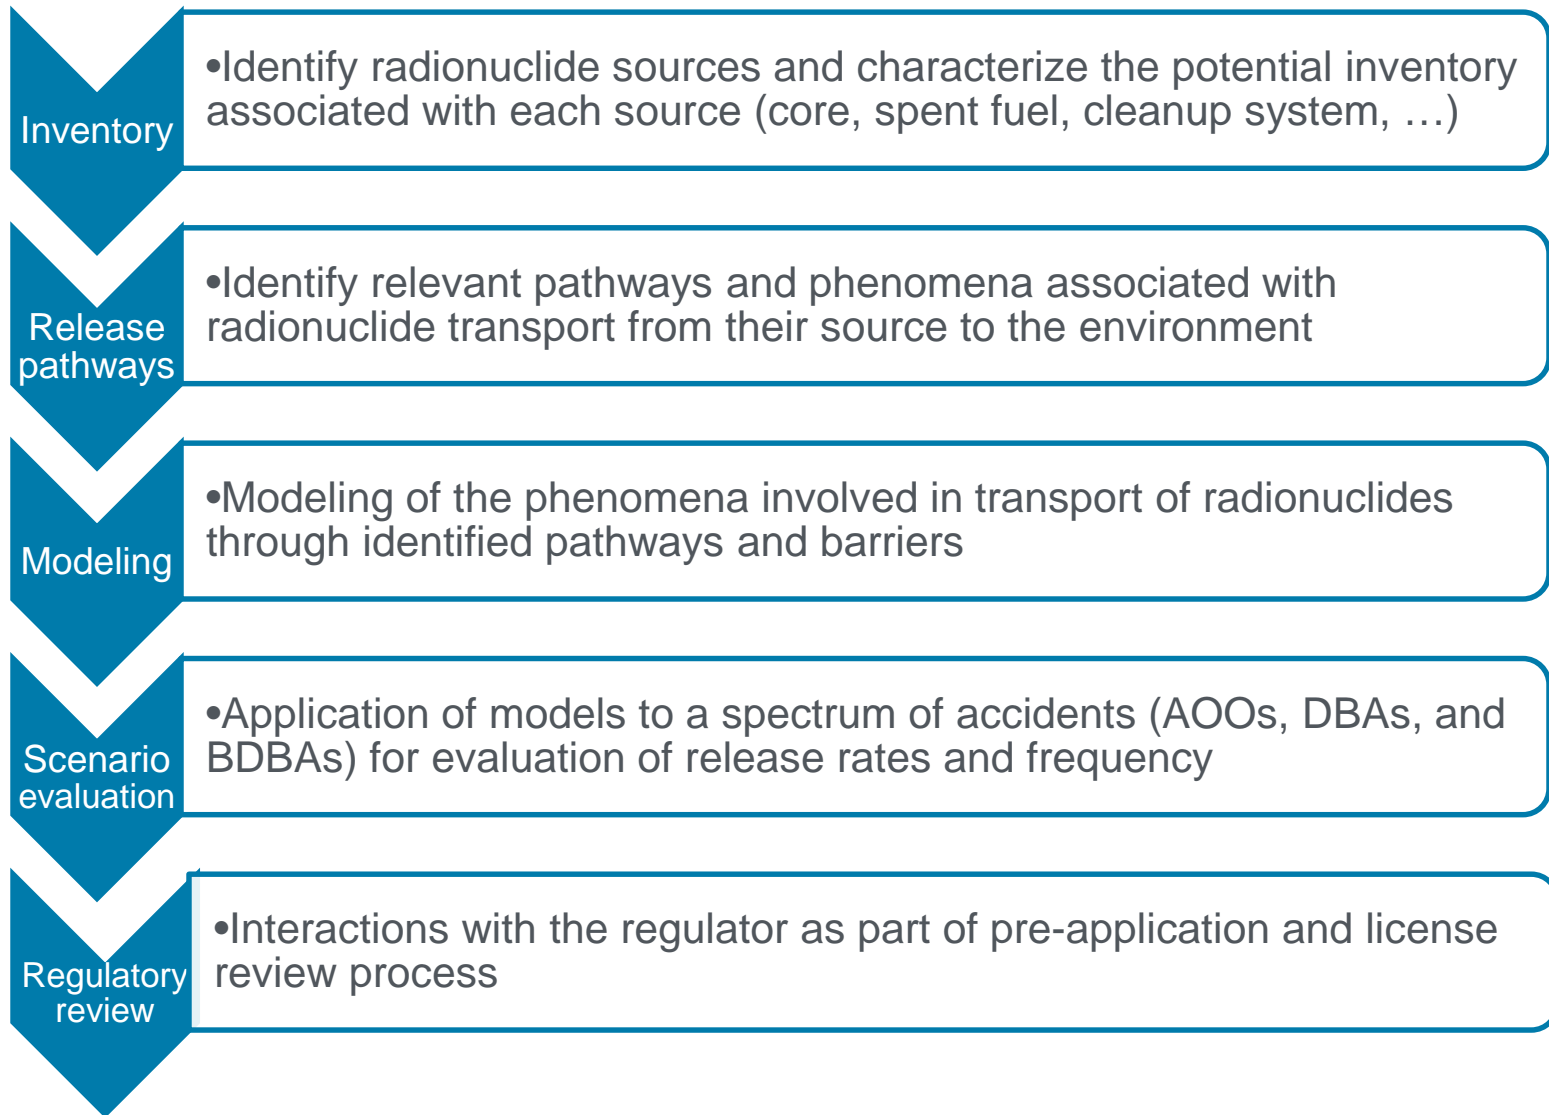 Inventory
•Identify radionuclide sources and characterize the potential inventory
associated with each source (core, spent fuel, cleanup system, …)
Release
pathways
•Identify relevant pathways and phenomena associated with
radionuclide transport from their source to the environment
Modeling
•Modeling of the phenomena involved in transport of radionuclides
through identified pathways and barriers
Scenario
evaluation
•Application of models to a spectrum of accidents (AOOs, DBAs, and
BDBAs) for evaluation of release rates and frequency
Regulatory
review
•Interactions with the regulator as part of pre-application and license
review process